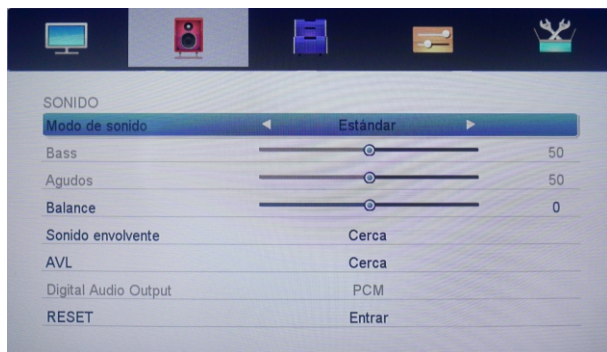 SONIDO
Modo de sonido Estándar
Bass 50
Agudos 50
Balance 0
Sonido envolvente Cerca
AVL Cerca
Digital Audio Output PCM
RESET Entrar